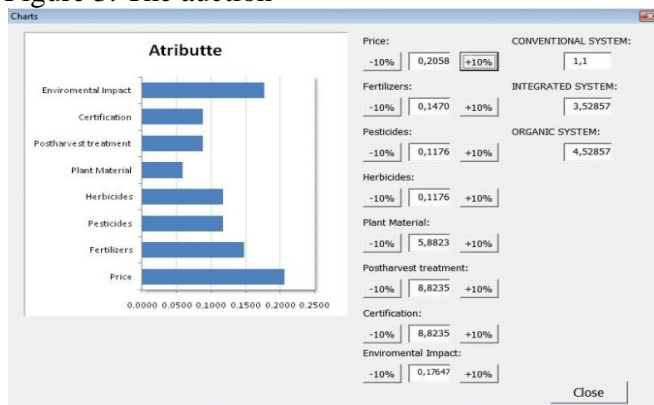 Figure 3. The auction
Charts
Atributte
Enviromental Impact
Certification
Postharvest treatment
Plant Material
Herbicides
Pesticides
Fertilizers
Price
0.0000 0.0500 0.1000 0.1500 0.2000 0.2500
Price:
-10% 0,2058 +10%
Fertilizers:
-10% 0,1470 +10%
Pesticides:
-10% 0,1176 +10%
Herbicides:
-10% 0,1176 +10%
Plant Material:
-10% 5,8823 +10%
Postharvest treatment:
-10% 8,8235 +10%
Certification:
-10% 8,8235 +10%
Enviromental Impact:
-10% 0,17647 +10%
CONVENTIONAL SYSTEM:
1,1
INTEGRATED SYSTEM:
3,52857
ORGANIC SYSTEM:
4,52857
Close